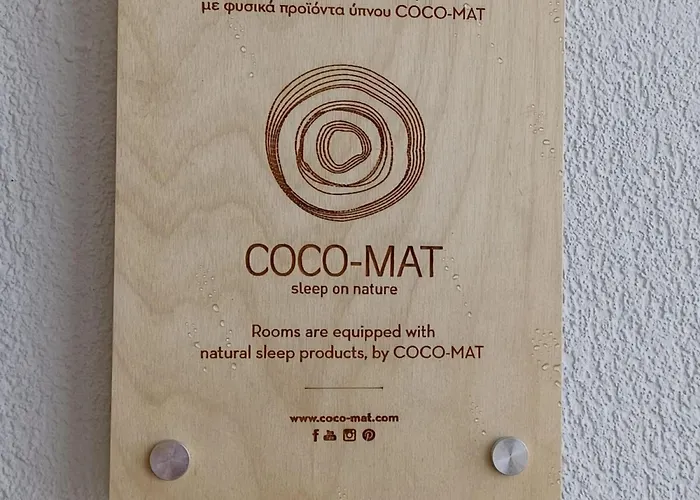 με φυσικά προϊόντα ύπνου COCO-MAT
COCO-MAT
sleep on nature
Rooms are equipped with
natural sleep products, by COCO-MAT
www.coco-mat.com